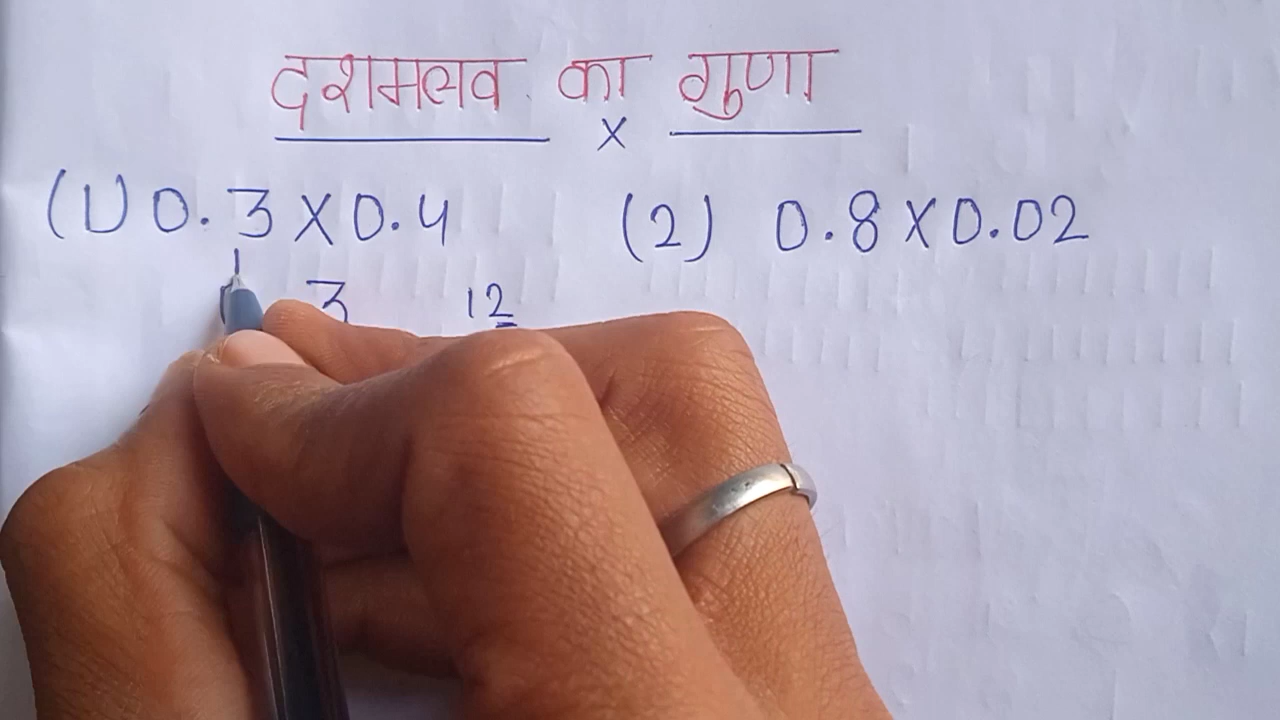 दशमलव का गुणा
×
(1) 0.3 × 0.4 (2) 0.8 × 0.02
3 12